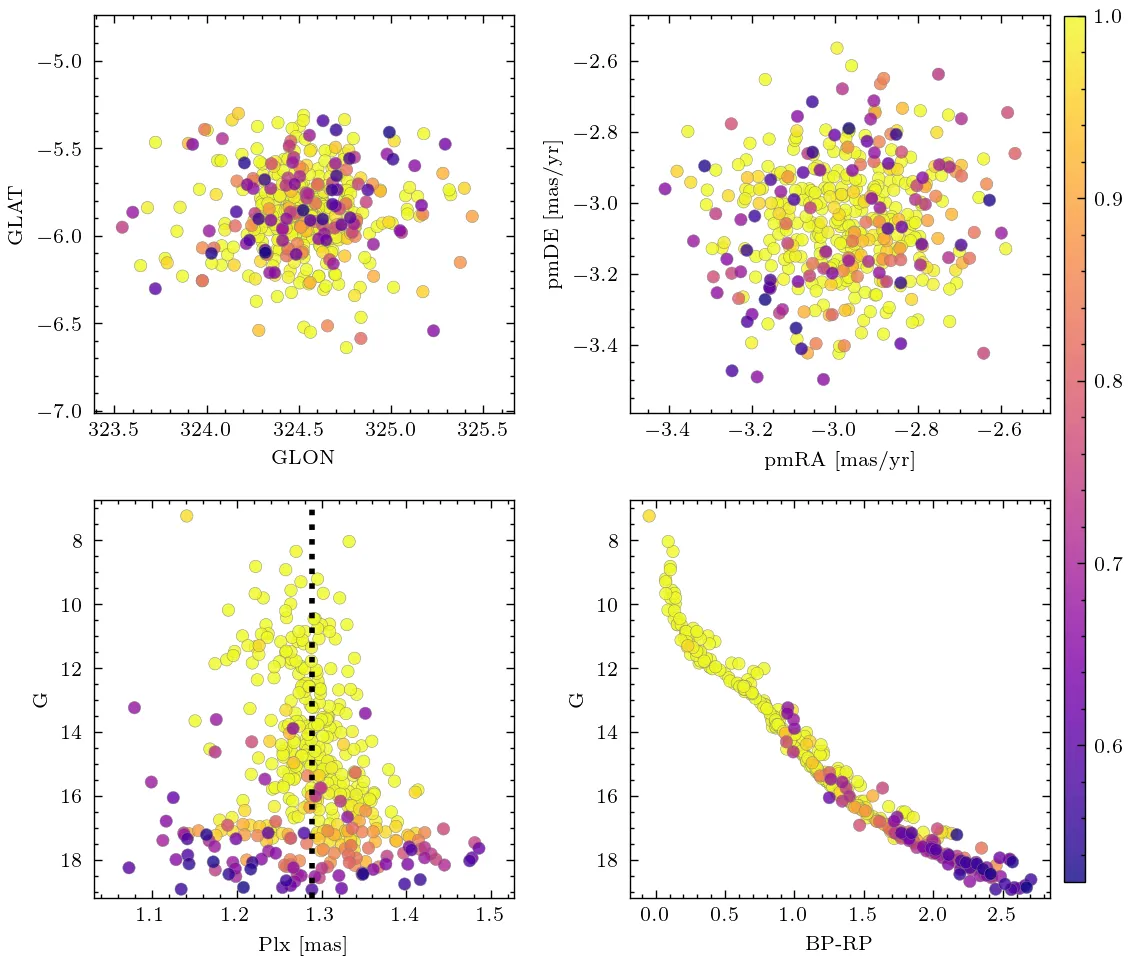 −5.0
−5.5
−6.0
−6.5
−7.0
GLAT
323.5 324.0 324.5 325.0 325.5
GLON
−2.6
−2.8
−3.0
−3.2
−3.4
pmDE [mas/yr]
−3.4 −3.2 −3.0 −2.8 −2.6
pmRA [mas/yr]
1.0
0.9
0.8
0.7
0.6
8
10
12
14
16
18
G
1.1 1.2 1.3 1.4 1.5
Plx [mas]
8
10
12
14
16
18
G
0.0 0.5 1.0 1.5 2.0 2.5
BP-RP